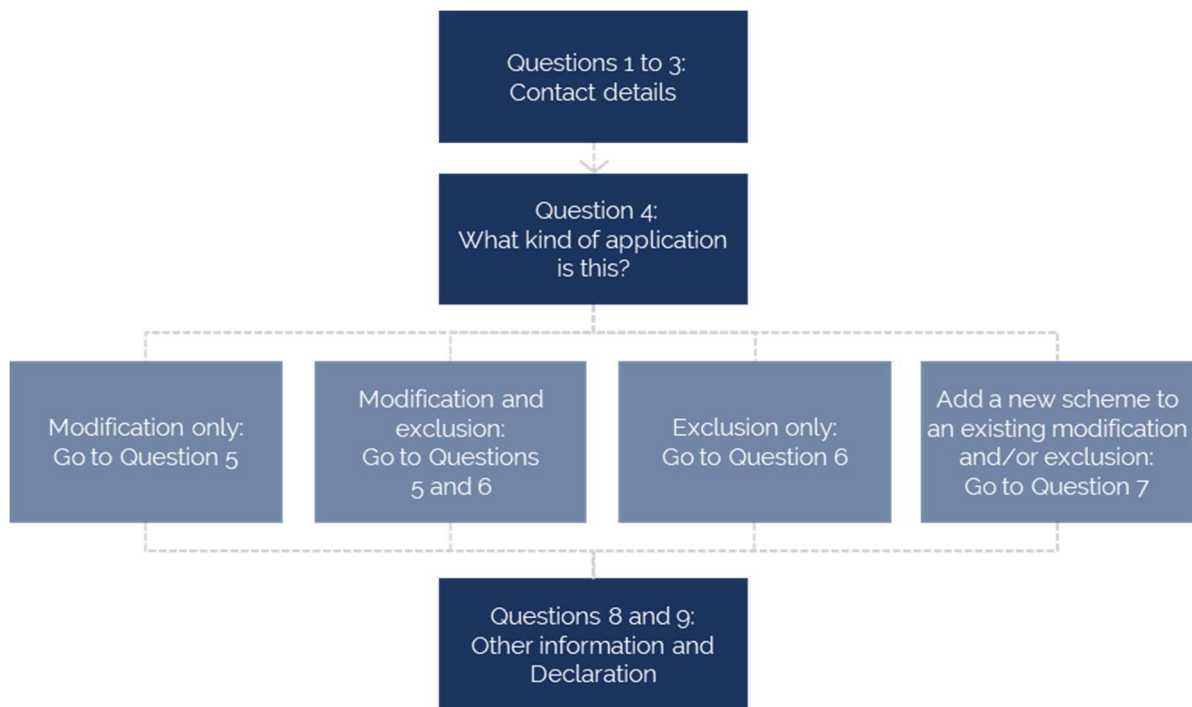 Questions 1 to 3:
Contact details
Question 4:
What kind of application
is this?
Modification only:
Go to Question 5
Modification and
exclusion:
Go to Questions
5 and 6
Exclusion only:
Go to Question 6
Add a new scheme to
an existing modification
and/or exclusion:
Go to Question 7
Questions 8 and 9:
Other information and
Declaration